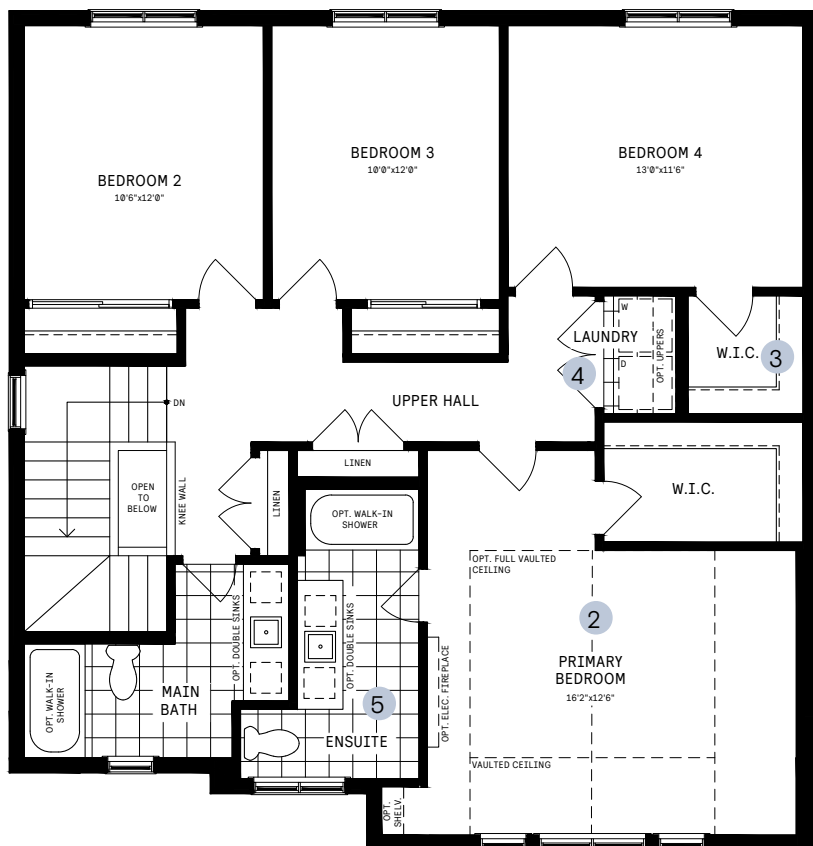 BEDROOM 2
10'6"x12'0"
BEDROOM 3
10'0"x12'0"
BEDROOM 4
13'0"x11'6"
W
LAUNDRY
D
OPT. UPPERS
4
W.I.C.
3
DN
UPPER HALL
LINEN
W.I.C.
OPEN
TO
BELOW
KNEE WALL
LINEN
OPT. WALK-IN
SHOWER
OPT. FULL VAULTED
CEILING
2
PRIMARY
BEDROOM
16'2"x12'6"
OPT. DOUBLE SINKS
OPT. DOUBLE SINKS
OPT. ELEC. FIREPLACE
OPT. WALK-IN
SHOWER
MAIN
BATH
5
ENSUITE
VAULTED CEILING
OPT.
SHELV.